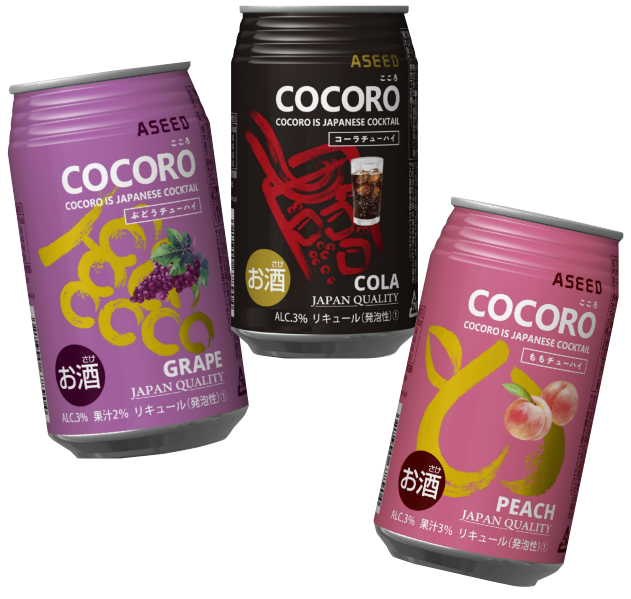 ASEED
こころ
COCORO
COCORO IS JAPANESE COCKTAIL
ぶどうチューハイ
さけ
お酒
GRAPE
JAPAN QUALITY
ALC.3% 果汁2% リキュール(発泡性)①
ASEED
こころ
COCORO
COCORO IS JAPANESE COCKTAIL
コーラチューハイ
さけ
お酒
COLA
JAPAN QUALITY
ALC.3% リキュール(発泡性)①
ASEED
こころ
COCORO
COCORO IS JAPANESE COCKTAIL
ももチューハイ
さけ
お酒
PEACH
JAPAN QUALITY
ALC.3% 果汁3% リキュール(発泡性)①